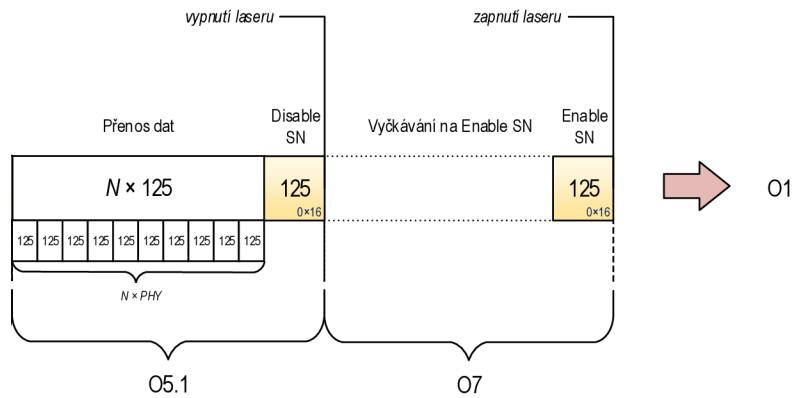 vypnutí laseru
zapnutí laseru
Přenos dat
Disable
SN
Vyčkávání na Enable SN
Enable
SN
N × 125
125
0×16
125
0×16
O1
125 125 125 125 125 125 125 125 125 125
N × PHY
O5.1
O7